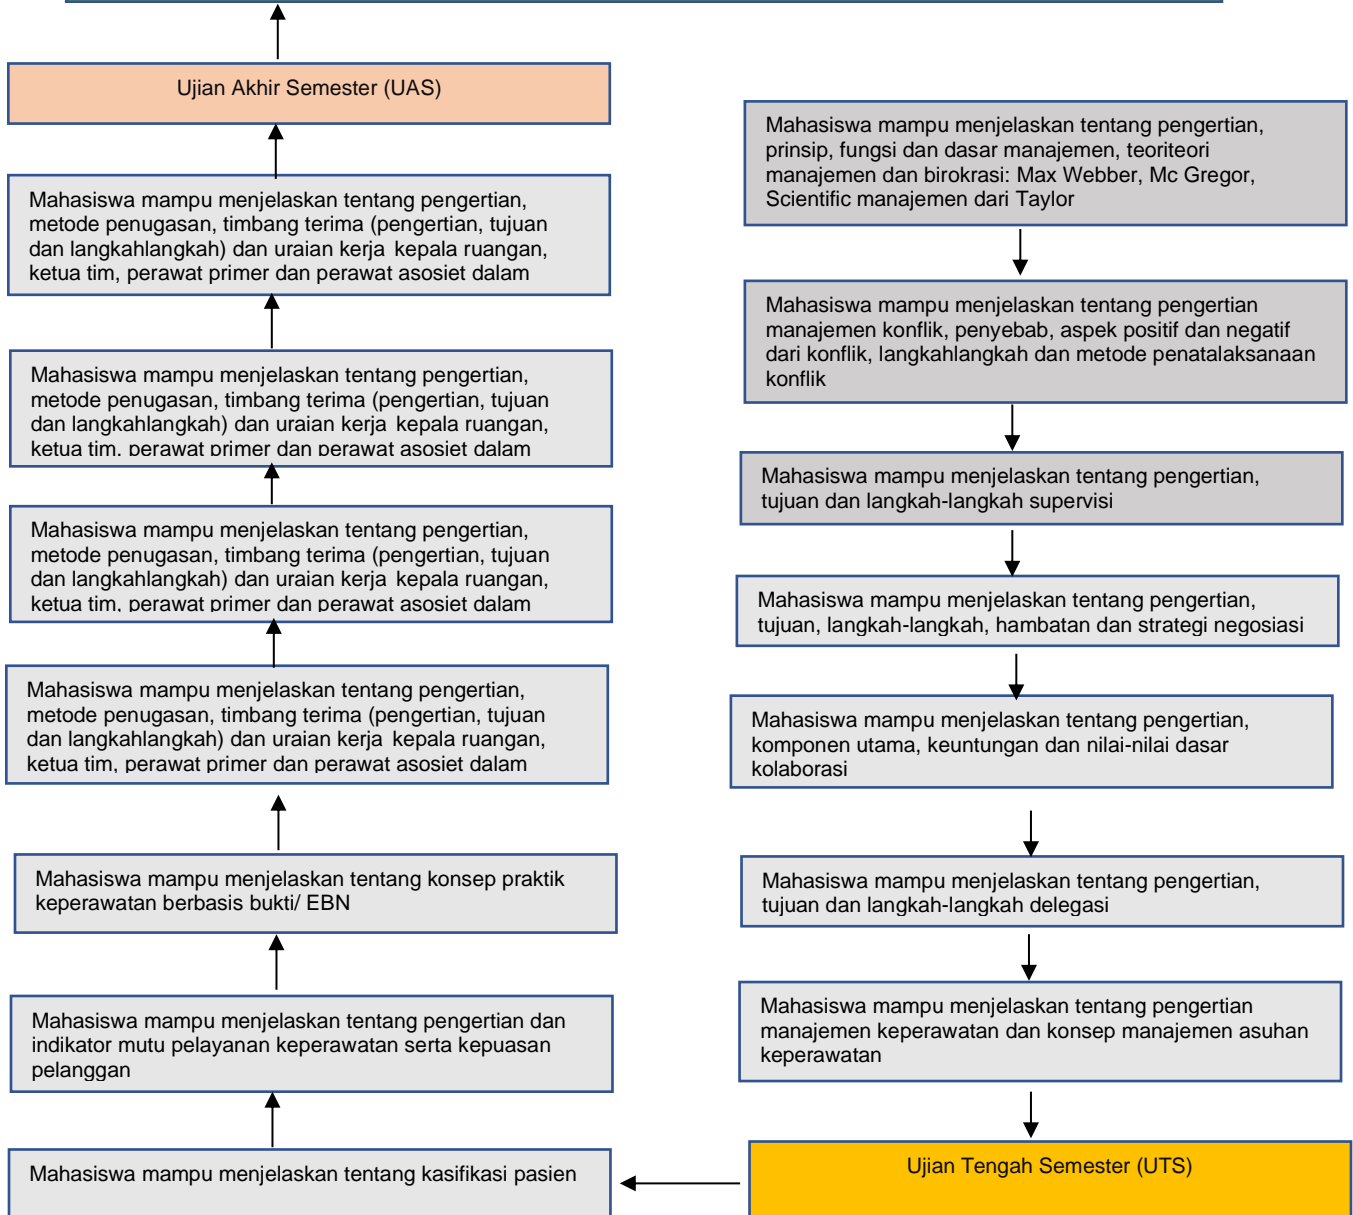 Ujian Akhir Semester (UAS)
Mahasiswa mampu menjelaskan tentang pengertian,
metode penugasan, timbang terima (pengertian, tujuan
dan langkahlangkah) dan uraian kerja kepala ruangan,
ketua tim, perawat primer dan perawat asosiet dalam
Mahasiswa mampu menjelaskan tentang pengertian,
metode penugasan, timbang terima (pengertian, tujuan
dan langkahlangkah) dan uraian kerja kepala ruangan,
ketua tim, perawat primer dan perawat asosiet dalam
Mahasiswa mampu menjelaskan tentang pengertian,
metode penugasan, timbang terima (pengertian, tujuan
dan langkahlangkah) dan uraian kerja kepala ruangan,
ketua tim, perawat primer dan perawat asosiet dalam
Mahasiswa mampu menjelaskan tentang pengertian,
metode penugasan, timbang terima (pengertian, tujuan
dan langkahlangkah) dan uraian kerja kepala ruangan,
ketua tim, perawat primer dan perawat asosiet dalam
Mahasiswa mampu menjelaskan tentang konsep praktik
keperawatan berbasis bukti/ EBN
Mahasiswa mampu menjelaskan tentang pengertian dan
indikator mutu pelayanan keperawatan serta kepuasan
pelanggan
Mahasiswa mampu menjelaskan tentang kasifikasi pasien
Mahasiswa mampu menjelaskan tentang pengertian,
prinsip, fungsi dan dasar manajemen, teoriteori
manajemen dan birokrasi: Max Webber, Mc Gregor,
Scientific manajemen dari Taylor
Mahasiswa mampu menjelaskan tentang pengertian
manajemen konflik, penyebab, aspek positif dan negatif
dari konflik, langkahlangkah dan metode penatalaksanaan
konflik
Mahasiswa mampu menjelaskan tentang pengertian,
tujuan dan langkah-langkah supervisi
Mahasiswa mampu menjelaskan tentang pengertian,
tujuan, langkah-langkah, hambatan dan strategi negosiasi
Mahasiswa mampu menjelaskan tentang pengertian,
komponen utama, keuntungan dan nilai-nilai dasar
kolaborasi
Mahasiswa mampu menjelaskan tentang pengertian,
tujuan dan langkah-langkah delegasi
Mahasiswa mampu menjelaskan tentang pengertian
manajemen keperawatan dan konsep manajemen asuhan
keperawatan
Ujian Tengah Semester (UTS)